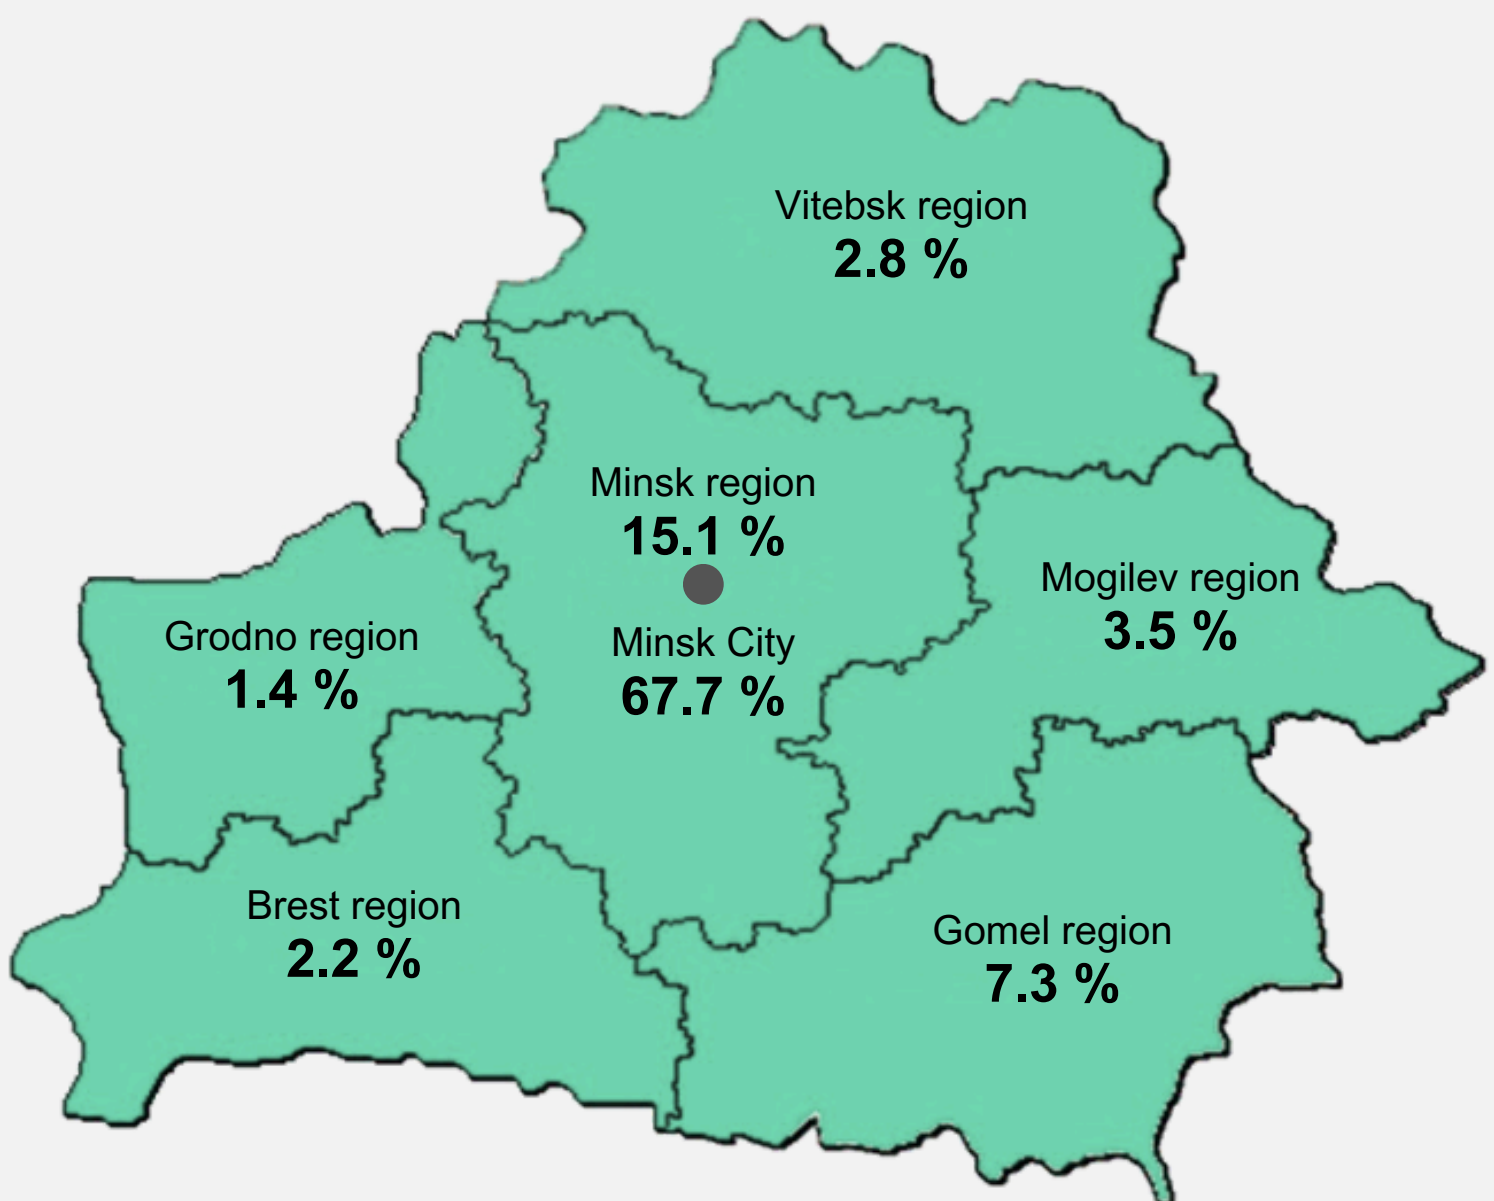 Vitebsk region
2.8 %
Minsk region
15.1 %
Mogilev region
3.5 %
Grodno region
1.4 %
Minsk City
67.7 %
Brest region
2.2 %
Gomel region
7.3 %